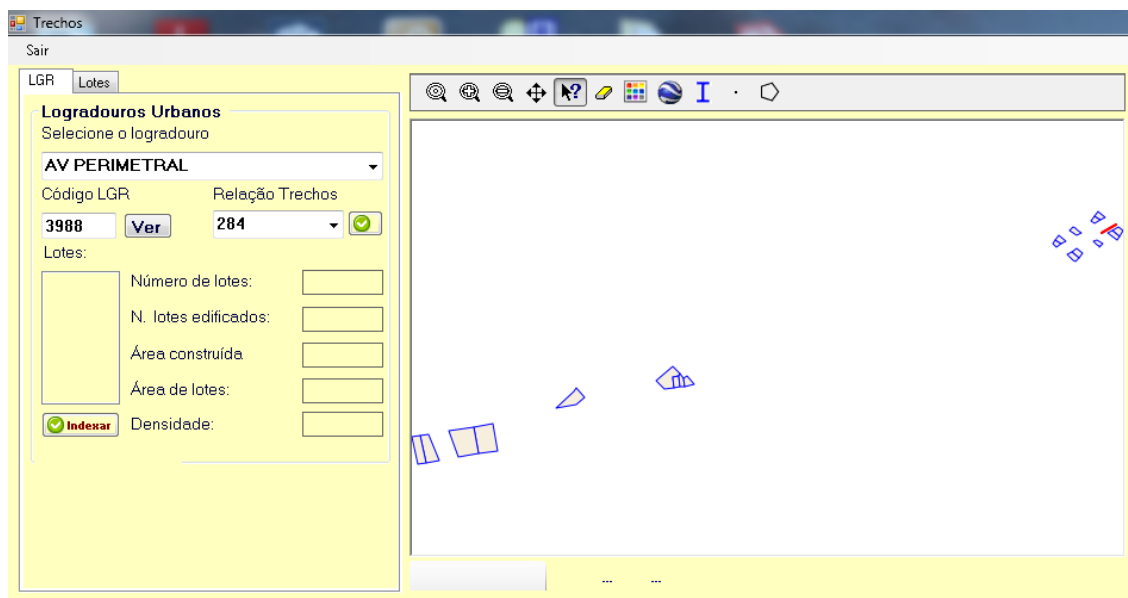 Trechos
Sair
LGR Lotes
Logradouros Urbanos
Selecione o logradouro
AV PERIMETRAL
Código LGR Relação Trechos
3988 Ver 284
Lotes:
Número de lotes:
N. lotes edificados:
Área construída
Área de lotes:
Indexar Densidade:
... ...